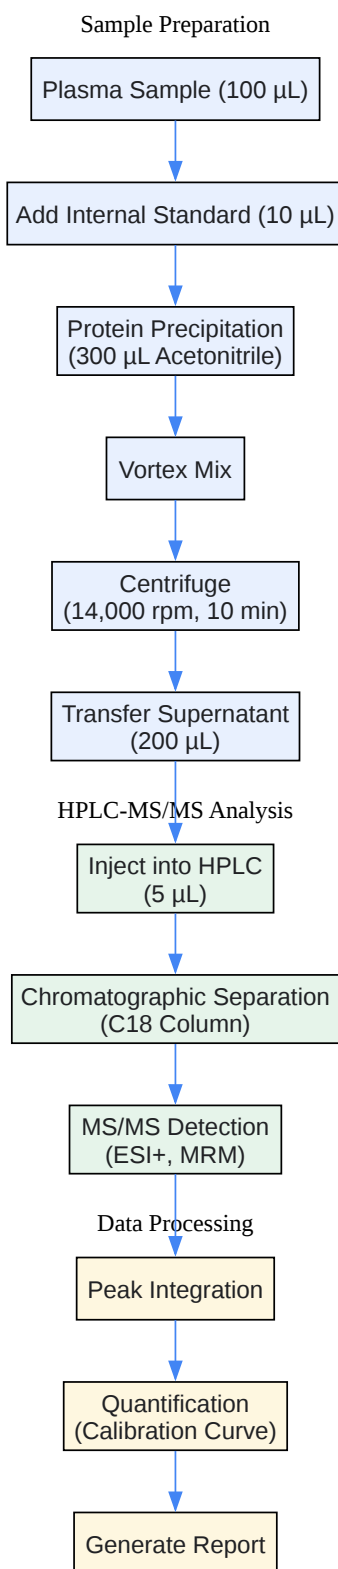 Sample Preparation
Plasma Sample (100 µL)
Add Internal Standard (10 µL)
Protein Precipitation
(300 µL Acetonitrile)
Vortex Mix
Centrifuge
(14,000 rpm, 10 min)
Transfer Supernatant
(200 µL)
HPLC-MS/MS Analysis
Inject into HPLC
(5 µL)
Chromatographic Separation
(C18 Column)
MS/MS Detection
(ESI+, MRM)
Data Processing
Peak Integration
Quantification
(Calibration Curve)
Generate Report